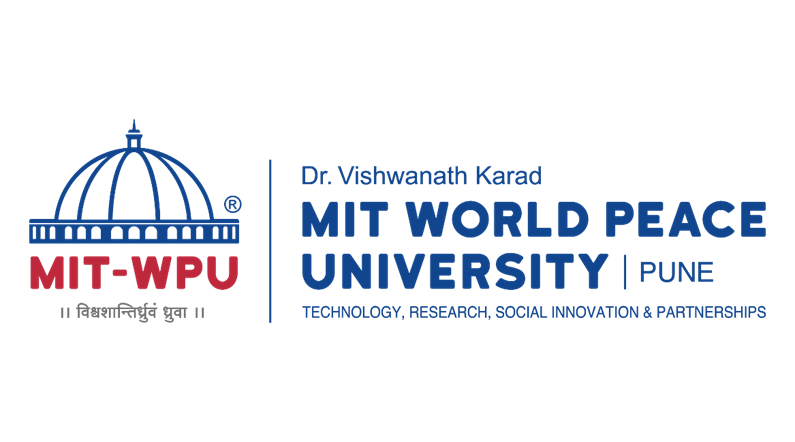 ®
MIT-WPU
।। विश्वशान्तिर्ध्रुवं ध्रुवा ।।
Dr. Vishwanath Karad
MIT WORLD PEACE
UNIVERSITY | PUNE
TECHNOLOGY, RESEARCH, SOCIAL INNOVATION & PARTNERSHIPS